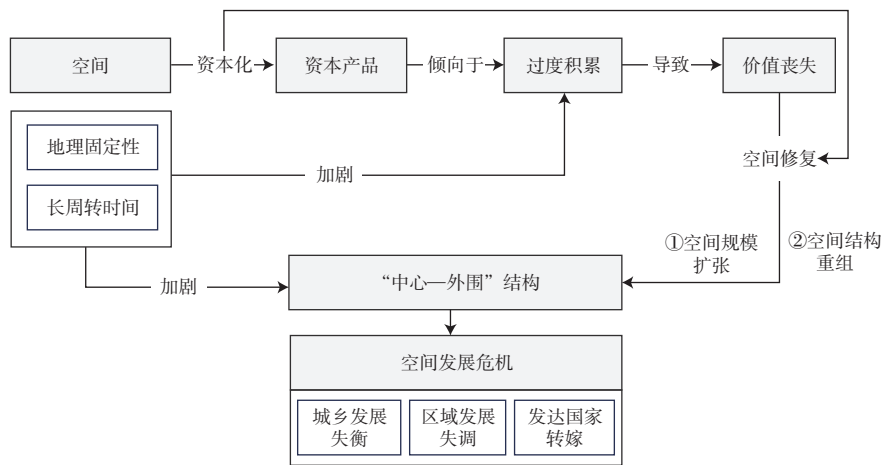 空间
资本化
资本产品
倾向于
过度积累
导致
价值丧失
地理固定性
长周转时间
加剧
空间修复
①空间规模
扩张
②空间结构
重组
加剧
“中心—外围”结构
空间发展危机
城乡发展
失衡
区域发展
失调
发达国家
转嫁